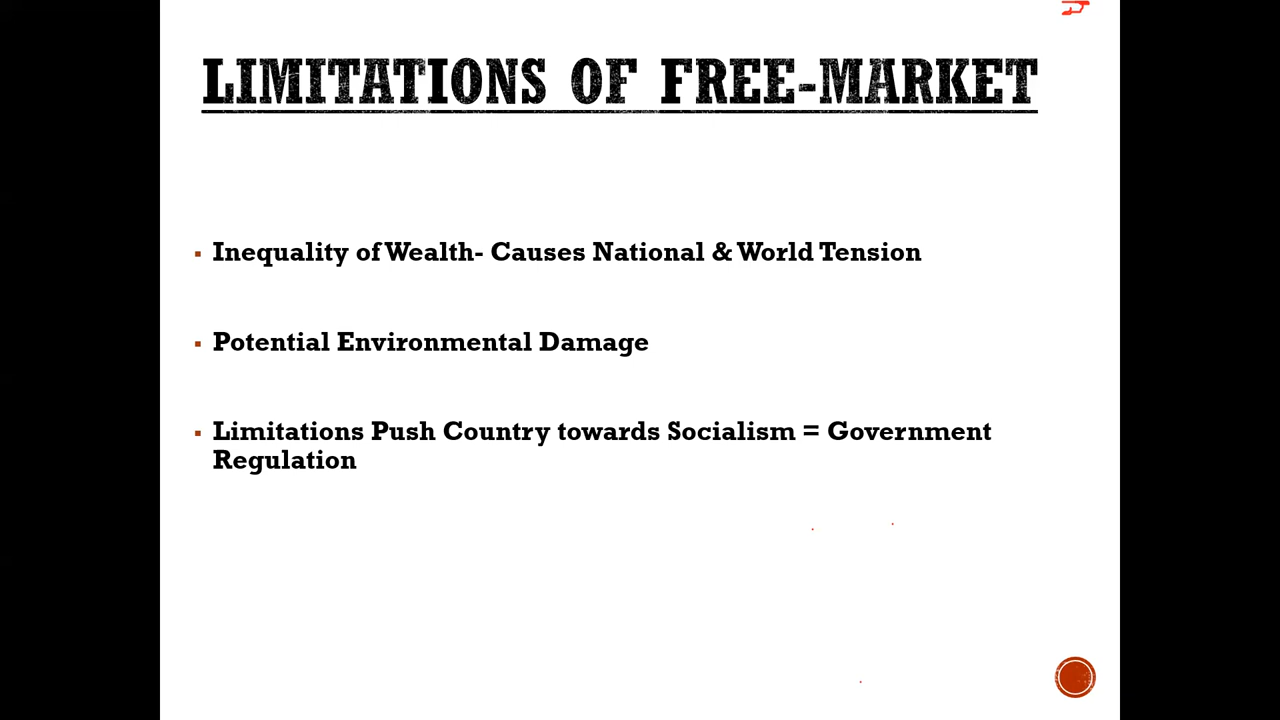 LIMITATIONS OF FREE-MARKET
Inequality of Wealth- Causes National & World Tension
Potential Environmental Damage
Limitations Push Country towards Socialism = Government
Regulation